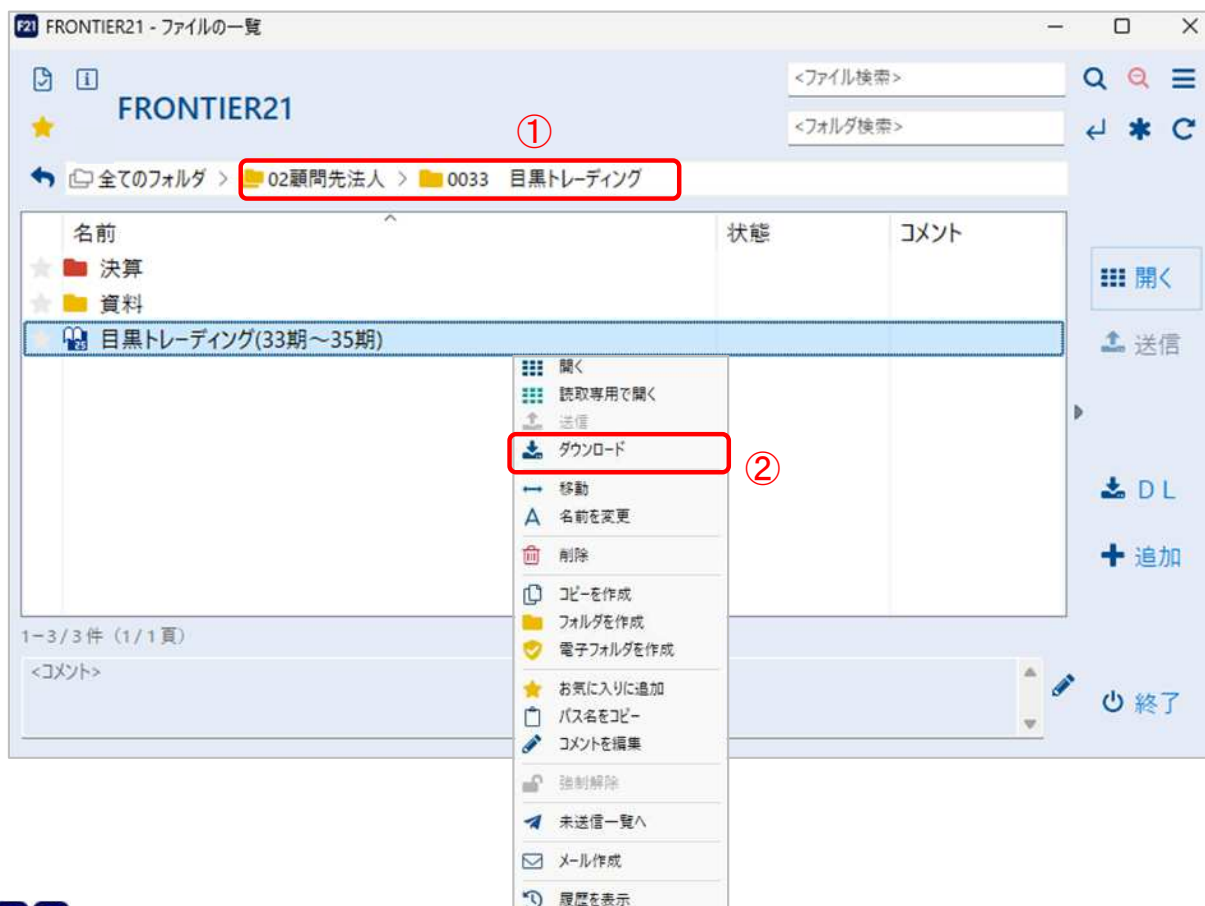 F21 FRONTIER21 - ファイルの一覧
<ファイル検索>
FRONTIER21
<フォルダ検索>
①
全てのフォルダ > 02顧問先法人 > 0033 目黒トレーディング
名前 状態 コメント
決算
資料
目黒トレーディング(33期～35期)
開く
読取専用で開く
送信
ダウンロード
②
移動
名前を変更
削除
コピーを作成
フォルダを作成
電子フォルダを作成
お気に入りに追加
パス名をコピー
コメントを編集
強制解除
未送信一覧へ
メール作成
履歴を表示
開く
送信
DL
追加
1-3/3件 (1/1頁)
<コメント>
終了